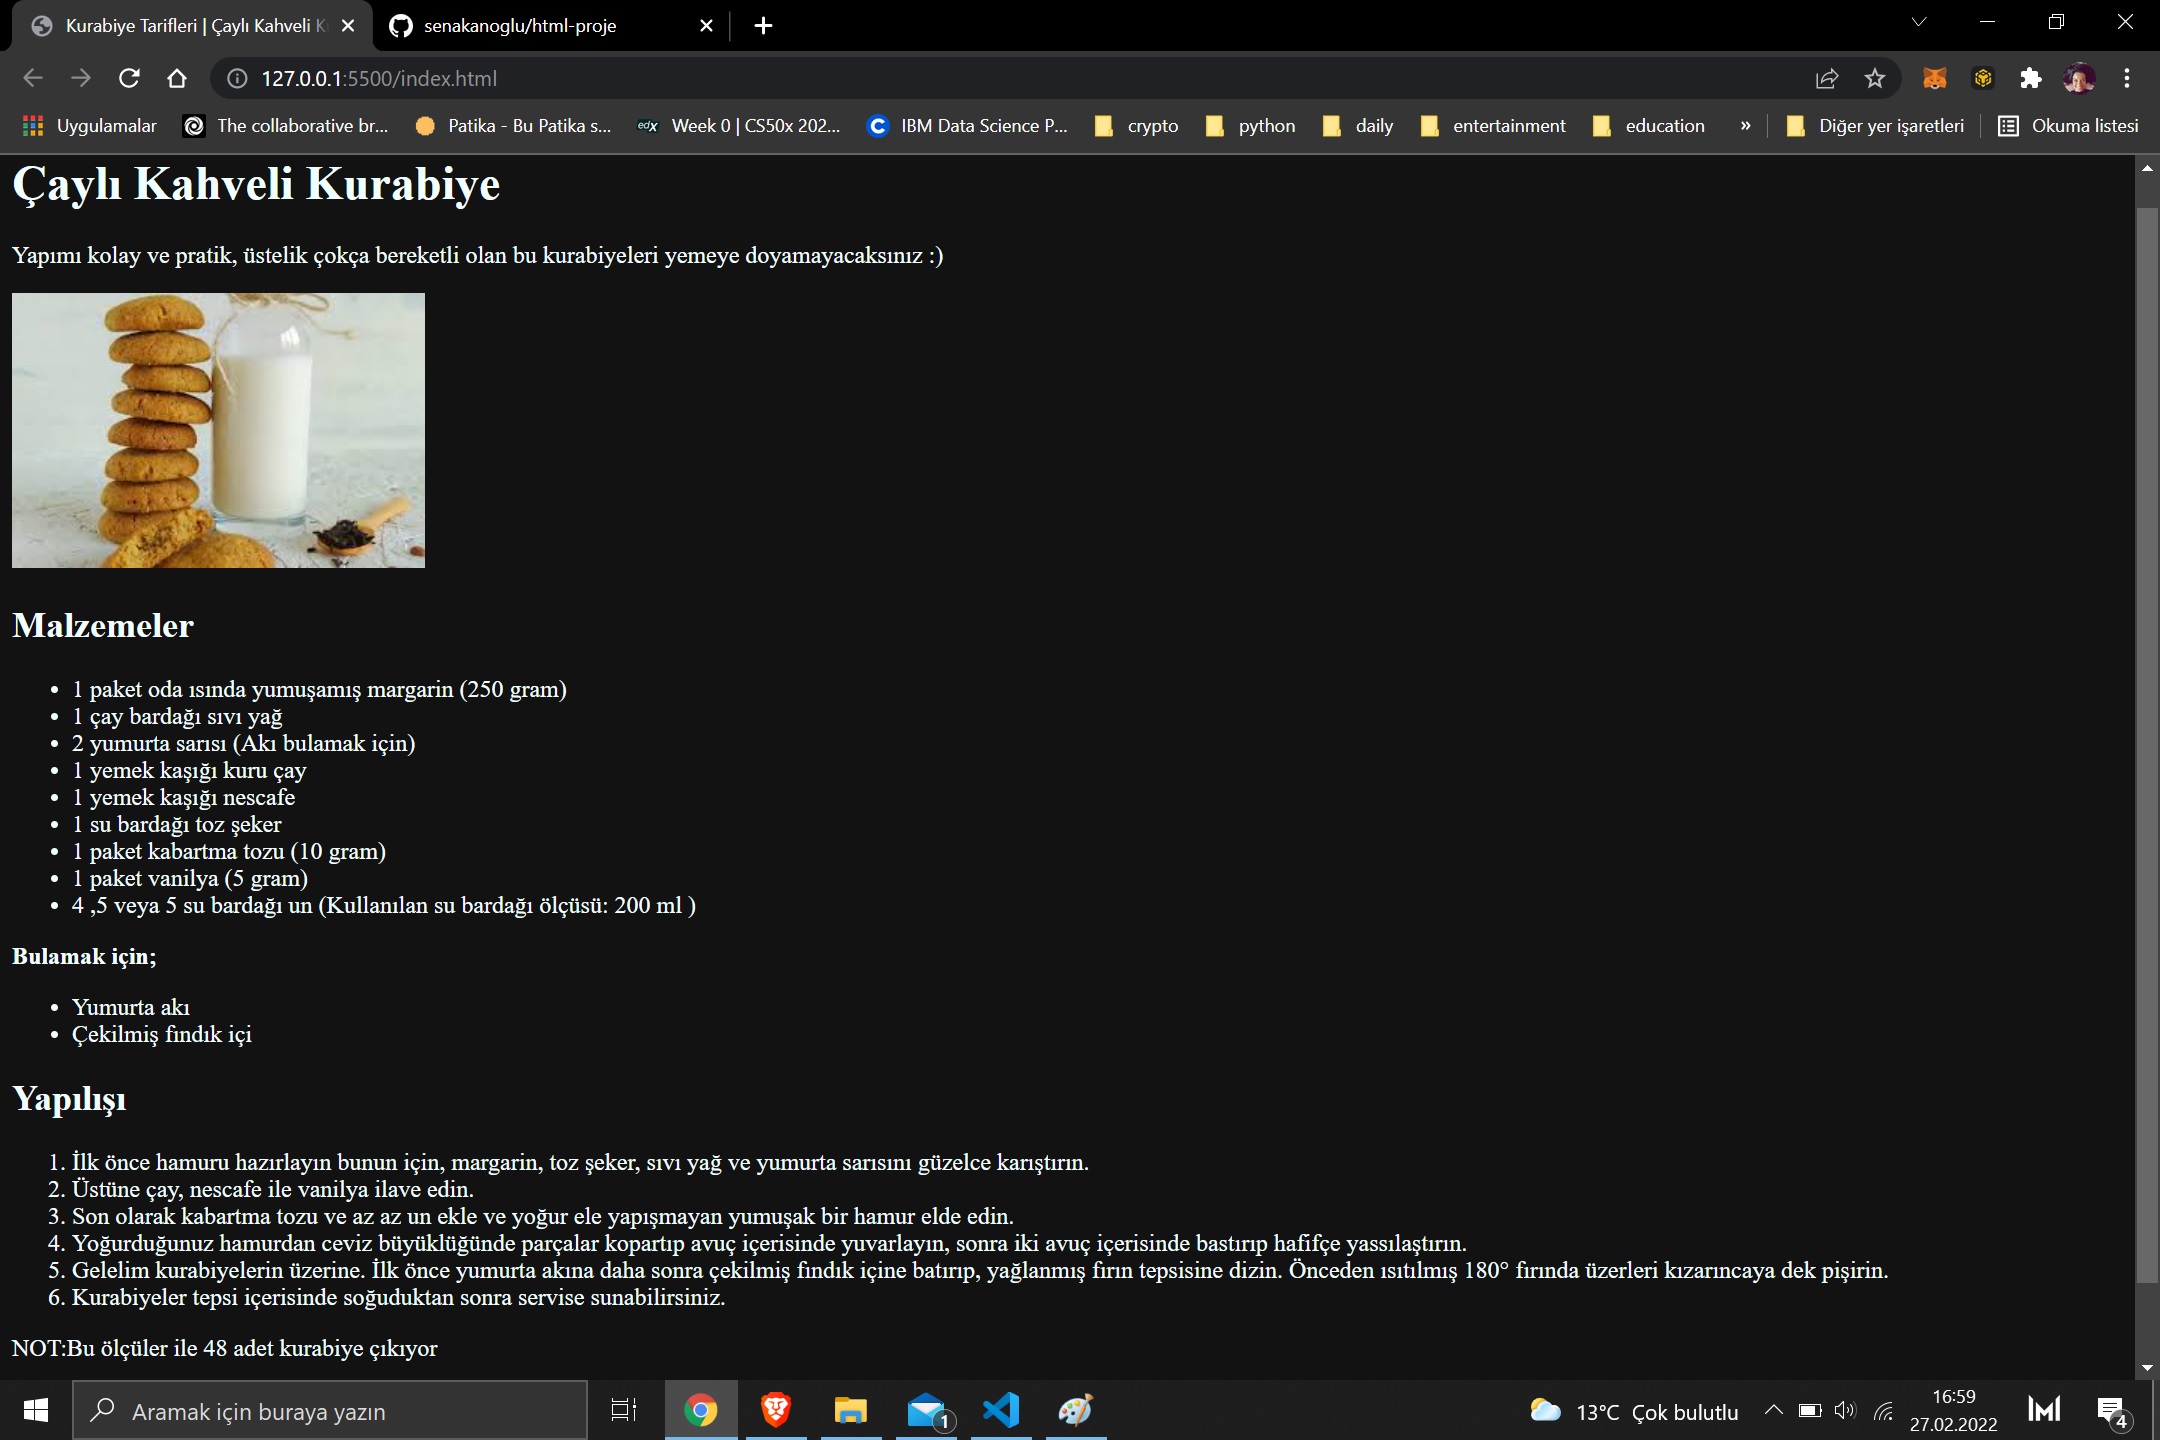 Kurabiye Tarifleri | Çaylı Kahveli
senakanoglu/html-proje
127.0.0.1:5500/index.html
Uygulamalar
The collaborative br...
Patika - Bu Patika s...
edX
Week 0 | CS50x 202...
C
IBM Data Science P...
crypto
python
daily
entertainment
education
»
Diğer yer işaretleri
Okuma listesi
Çaylı Kahveli Kurabiye
Yapımı kolay ve pratik, üstelik çokça bereketli olan bu kurabiyeleri yemeye doyamayacaksınız :)
Malzemeler
• 1 paket oda ısında yumuşamış margarin (250 gram)
• 1 çay bardağı sıvı yağ
• 2 yumurta sarısı (Akı bulamak için)
• 1 yemek kaşığı kuru çay
• 1 yemek kaşığı nescafe
• 1 su bardağı toz şeker
• 1 paket kabartma tozu (10 gram)
• 1 paket vanilya (5 gram)
• 4 ,5 veya 5 su bardağı un (Kullanılan su bardağı ölçüsü: 200 ml )
Bulamak için;
• Yumurta akı
• Çekilmiş fındık içi
Yapılışı
1. İlk önce hamuru hazırlayın bunun için, margarin, toz şeker, sıvı yağ ve yumurta sarısını güzelce karıştırın.
2. Üstüne çay, nescafe ile vanilya ilave edin.
3. Son olarak kabartma tozu ve az az un ekle ve yoğur ele yapışmayan yumuşak bir hamur elde edin.
4. Yoğurduğunuz hamurdan ceviz büyüklüğünde parçalar kopartıp avuç içerisinde yuvarlayın, sonra iki avuç içerisinde bastırıp hafifçe yassılaştırın.
5. Gelelim kurabiyelerin üzerine. İlk önce yumurta akına daha sonra çekilmiş fındık içine batırıp, yağlanmış fırın tepsisine dizin. Önceden ısıtılmış 180° fırında üzerleri kızarıncaya dek pişirin.
6. Kurabiyeler tepsi içerisinde soğuduktan sonra servise sunabilirsiniz.
NOT:Bu ölçüler ile 48 adet kurabiye çıkıyor
Aramak için buraya yazın
1
13°C Çok bulutlu
16:59
27.02.2022
4